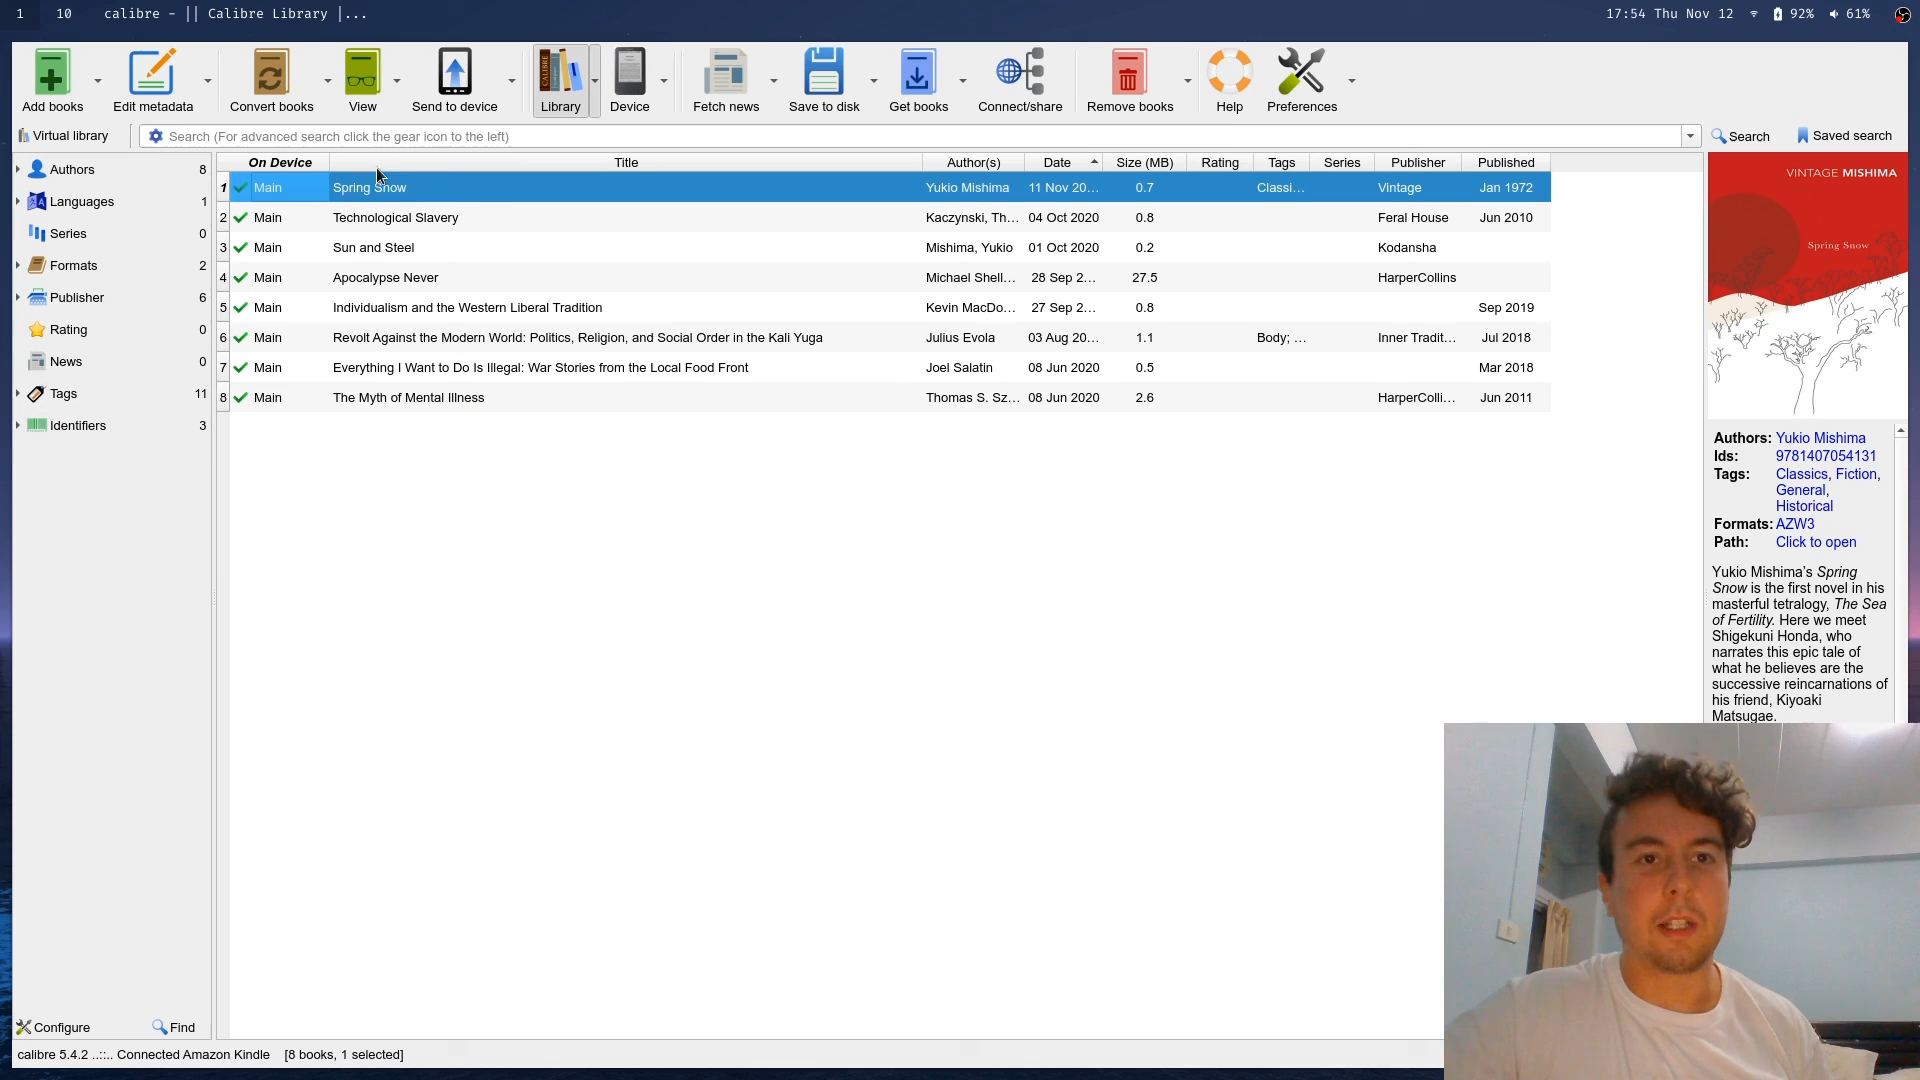 1 10 calibre - || Calibre Library |... 17:54 Thu Nov 12 92% 61%
Add books Edit metadata Convert books View Send to device Library Device Fetch news Save to disk Get books Connect/share Remove books Help Preferences
Virtual library Search (For advanced search click the gear icon to the left) Search Saved search
Authors 8
Languages 1
Series 0
Formats 2
Publisher 6
Rating 0
News 0
Tags 11
Identifiers 3
Configure Find
On Device Title Author(s) Date Size (MB) Rating Tags Series Publisher Published
1 Main Spring Snow Yukio Mishima 11 Nov 20... 0.7 Classi... Vintage Jan 1972
2 Main Technological Slavery Kaczynski, Th... 04 Oct 2020 0.8 Feral House Jun 2010
3 Main Sun and Steel Mishima, Yukio 01 Oct 2020 0.2 Kodansha
4 Main Apocalypse Never Michael Shell... 28 Sep 2... 27.5 HarperCollins
5 Main Individualism and the Western Liberal Tradition Kevin MacDo... 27 Sep 2... 0.8 Sep 2019
6 Main Revolt Against the Modern World: Politics, Religion, and Social Order in the Kali Yuga Julius Evola 03 Aug 20... 1.1 Body; ... Inner Tradit... Jul 2018
7 Main Everything I Want to Do Is Illegal: War Stories from the Local Food Front Joel Salatin 08 Jun 2020 0.5 Mar 2018
8 Main The Myth of Mental Illness Thomas S. Sz... 08 Jun 2020 2.6 HarperColli... Jun 2011
VINTAGE MISHIMA
Spring Snow
Authors: Yukio Mishima
Ids: 9781407054131
Tags: Classics, Fiction,
General,
Historical
Formats: AZW3
Path: Click to open
Yukio Mishima's Spring
Snow is the first novel in his
masterful tetralogy, The Sea
of Fertility. Here we meet
Shigekuni Honda, who
narrates this epic tale of
what he believes are the
successive reincarnations of
his friend, Kiyoaki
Matsugae.
calibre 5.4.2 ..::.. Connected Amazon Kindle [8 books, 1 selected]